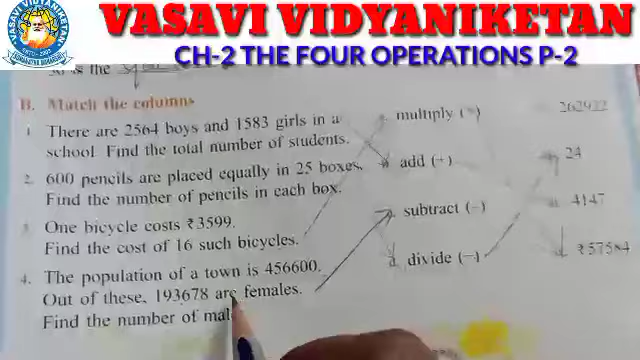 VASAVI VIDYANIKETAN
CH-2 THE FOUR OPERATIONS P-2
is the
B. Match the columns
1. There are 2564 boys and 1583 girls in a
school. Find the total number of students.
2. 600 pencils are placed equally in 25 boxes.
Find the number of pencils in each box.
3. One bicycle costs ₹3599.
Find the cost of 16 such bicycles.
4. The population of a town is 456600.
Out of these, 193678 are females.
Find the number of mal
multiply (×)
add (+)
subtract (−)
divide (−)
262922
24
4147
₹57584